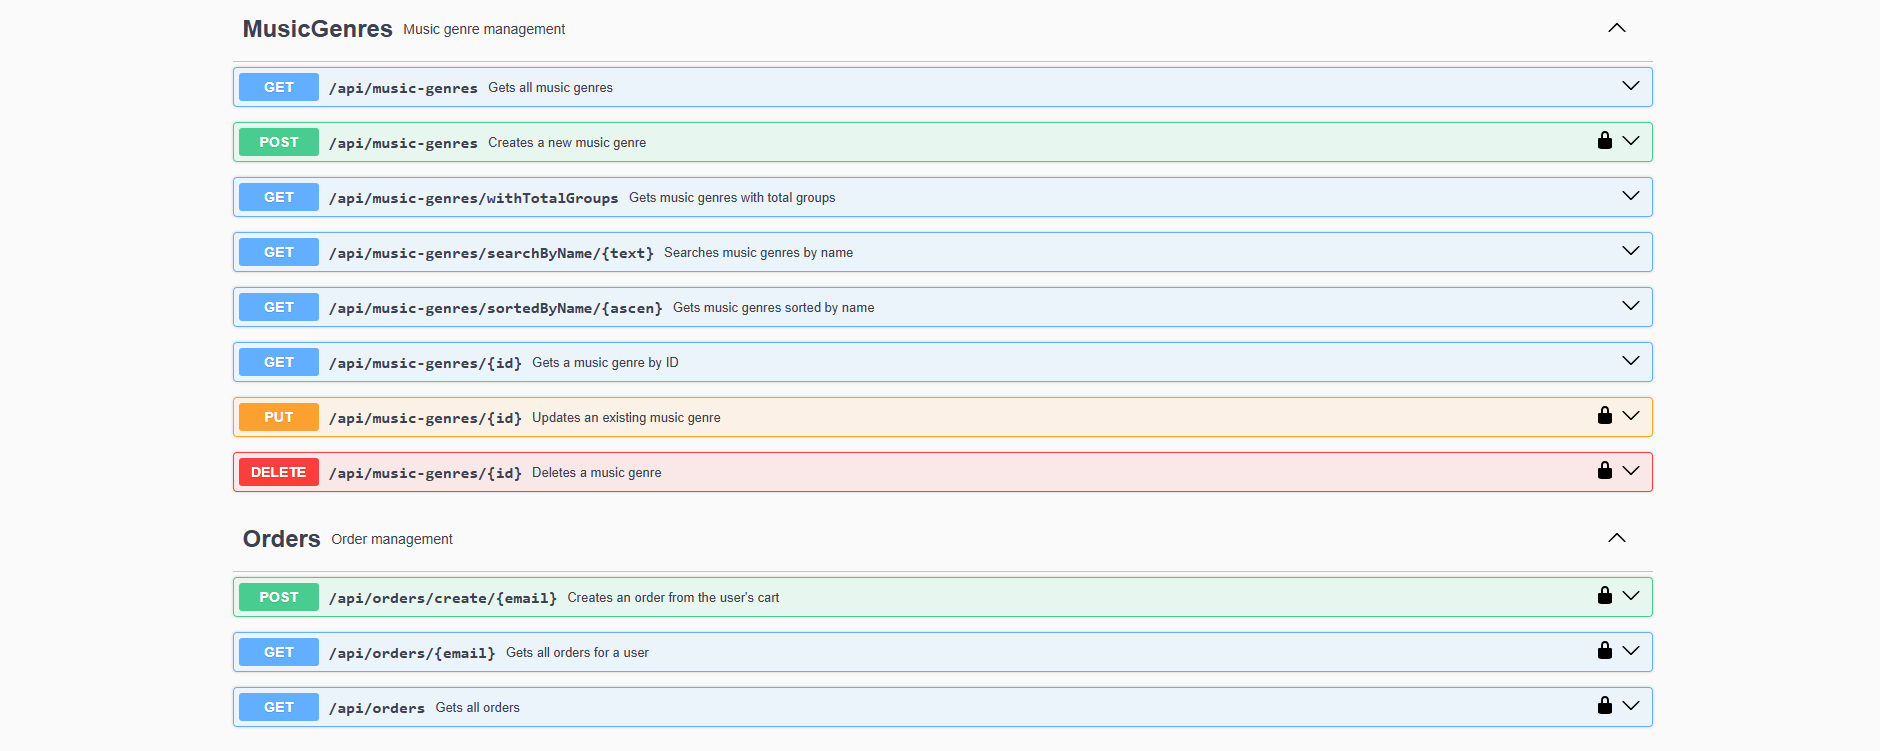 MusicGenres Music genre management
GET /api/music-genres Gets all music genres
POST /api/music-genres Creates a new music genre
GET /api/music-genres/withTotalGroups Gets music genres with total groups
GET /api/music-genres/searchByName/{text} Searches music genres by name
GET /api/music-genres/sortedByName/{ascen} Gets music genres sorted by name
GET /api/music-genres/{id} Gets a music genre by ID
PUT /api/music-genres/{id} Updates an existing music genre
DELETE /api/music-genres/{id} Deletes a music genre
Orders Order management
POST /api/orders/create/{email} Creates an order from the user's cart
GET /api/orders/{email} Gets all orders for a user
GET /api/orders Gets all orders